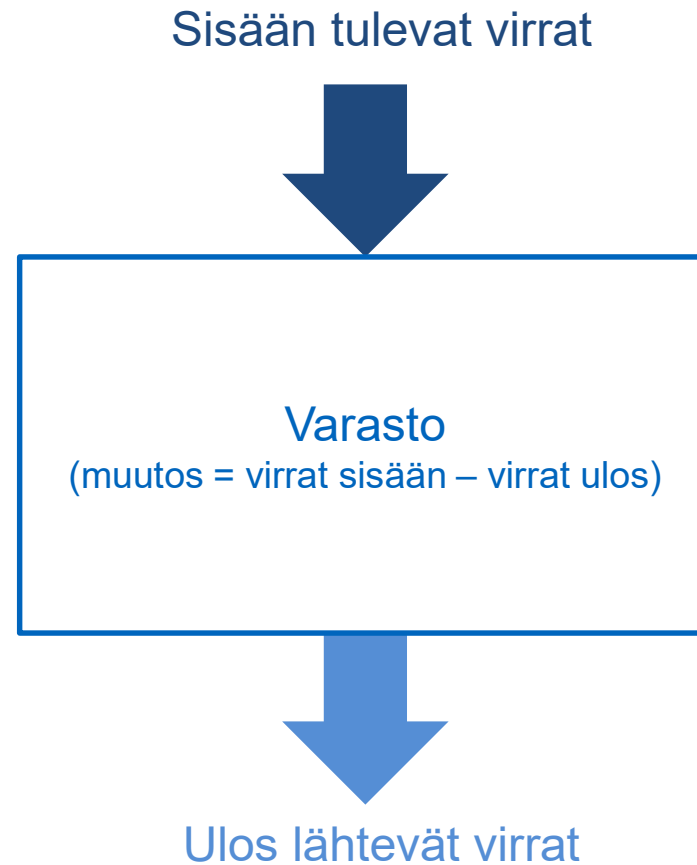 Sisään tulevat virrat
Varasto
(muutos = virrat sisään – virrat ulos)
Ulos lähtevät virrat